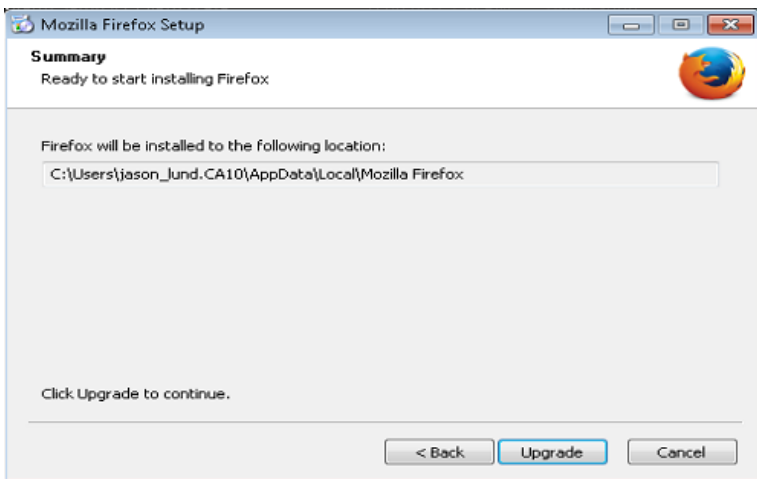 Mozilla Firefox Setup
Summary
Ready to start installing Firefox
Firefox will be installed to the following location:
C:\Users\jason_lund.CA10\AppData\Local\Mozilla Firefox
Click Upgrade to continue.
< Back Upgrade Cancel